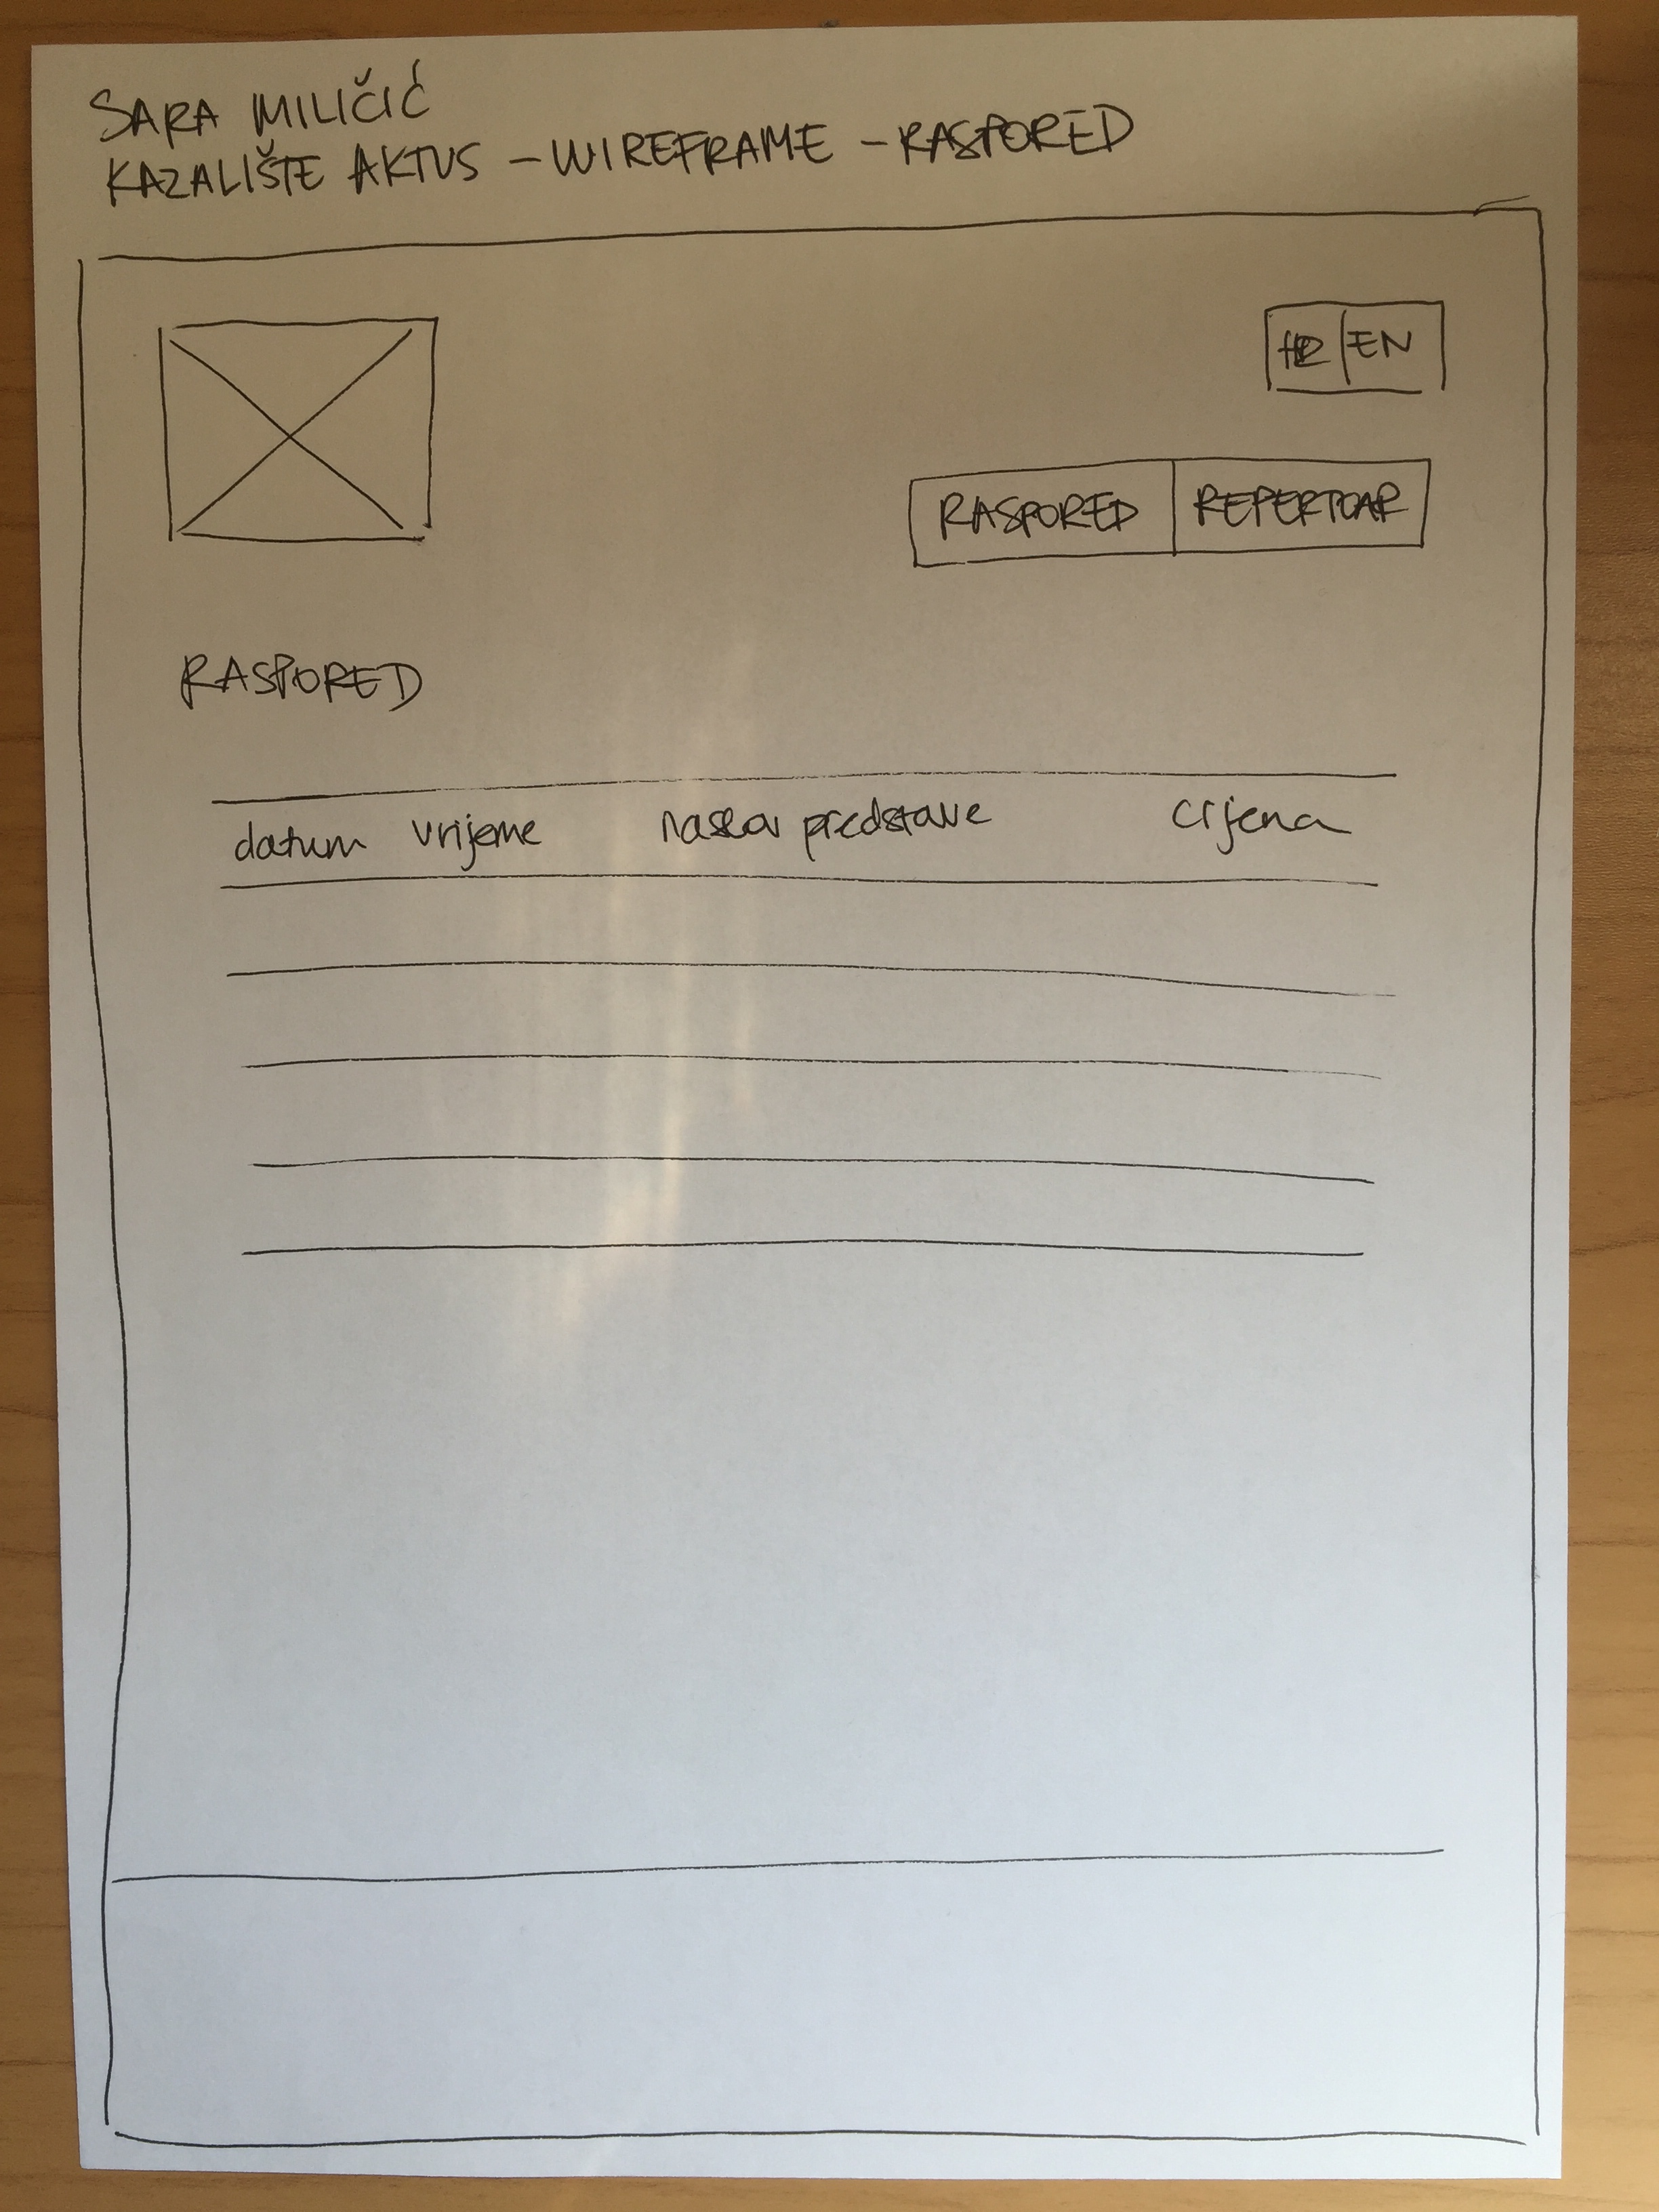 SARA MILIČIĆ
KAZALIŠTE AKTUS – WIREFRAME – RASPORED
HR | EN
RASPORED | REPERTOAR
RASPORED
datum vrijeme naslov predstave cijena